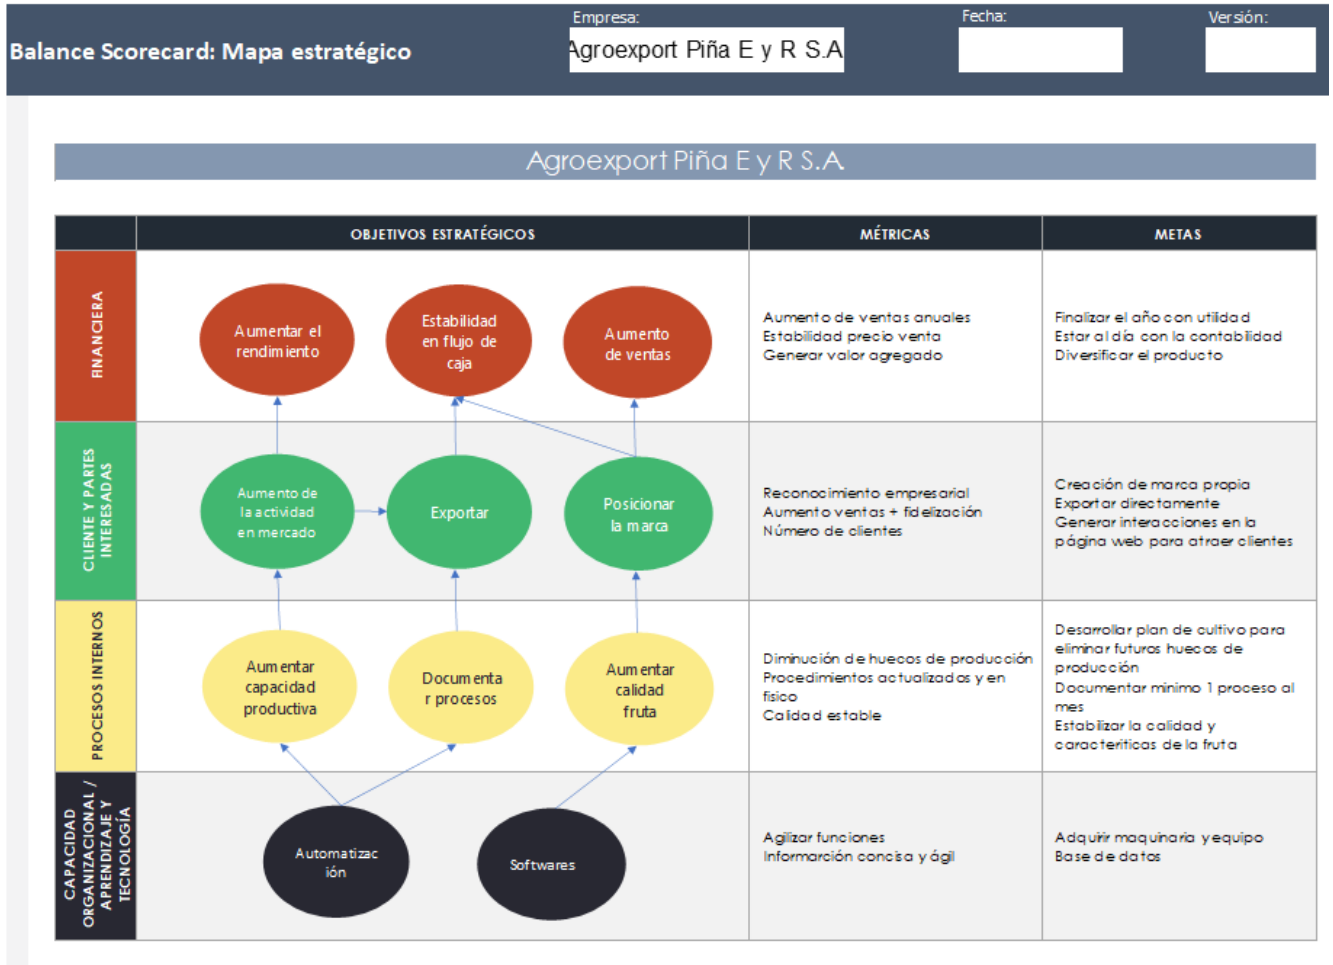 Empresa:
Fecha:
Versión:
Balance Scorecard: Mapa estratégico
Agroexport Piña E y R S.A
Agroexport Piña E y R S.A.
OBJETIVOS ESTRATÉGICOS
MÉTRICAS
METAS
FINANCIERA
Aumentar el
rendimiento
Estabilidad
en flujo de
caja
Aumento
de ventas
Aumento de ventas anuales
Estabilidad precio venta
Generar valor agregado
Finalizar el año con utilidad
Estar al día con la contabilidad
Diversificar el producto
CLIENTE Y PARTES
INTERESADAS
Aumento de
la actividad
en mercado
Exportar
Posicionar
la marca
Reconocimiento empresarial
Aumento ventas + fidelización
Número de clientes
Creación de marca propia
Exportar directamente
Generar interacciones en la
página web para atraer clientes
PROCESOS INTERNOS
Aumentar
capacidad
productiva
Documenta
r procesos
Aumentar
calidad
fruta
Diminución de huecos de producción
Procedimientos actualizados y en
fisico
Calidad estable
Desarrollar plan de cultivo para
eliminar futuros huecos de
producción
Documentar minimo 1 proceso al
mes
Estabilizar la calidad y
caracteriticas de la fruta
CAPACIDAD
ORGANIZACIONAL /
APRENDIZAJE Y
TECNOLOGÍA
Automatizac
ión
Softwares
Agilizar funciones
Informarción concisa y ágil
Adquirir maquinaria y equipo
Base de datos